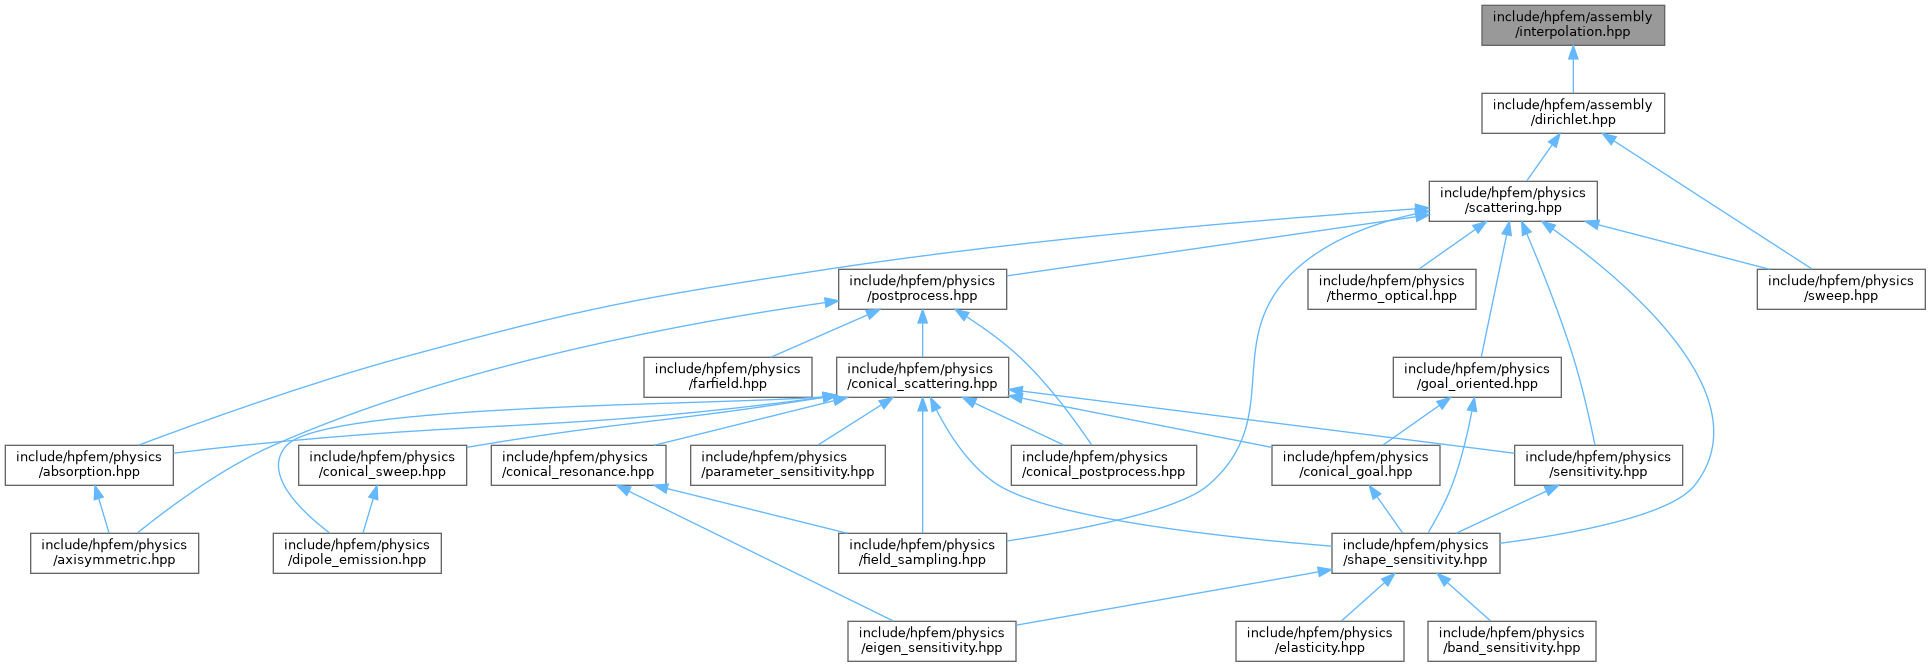 include/hpfem/assembly
/interpolation.hpp
include/hpfem/assembly
/dirichlet.hpp
include/hpfem/physics
/scattering.hpp
include/hpfem/physics
/postprocess.hpp
include/hpfem/physics
/thermo_optical.hpp
include/hpfem/physics
/sweep.hpp
include/hpfem/physics
/farfield.hpp
include/hpfem/physics
/conical_scattering.hpp
include/hpfem/physics
/goal_oriented.hpp
include/hpfem/physics
/absorption.hpp
include/hpfem/physics
/conical_sweep.hpp
include/hpfem/physics
/conical_resonance.hpp
include/hpfem/physics
/parameter_sensitivity.hpp
include/hpfem/physics
/conical_postprocess.hpp
include/hpfem/physics
/conical_goal.hpp
include/hpfem/physics
/sensitivity.hpp
include/hpfem/physics
/axisymmetric.hpp
include/hpfem/physics
/dipole_emission.hpp
include/hpfem/physics
/field_sampling.hpp
include/hpfem/physics
/shape_sensitivity.hpp
include/hpfem/physics
/eigen_sensitivity.hpp
include/hpfem/physics
/elasticity.hpp
include/hpfem/physics
/band_sensitivity.hpp